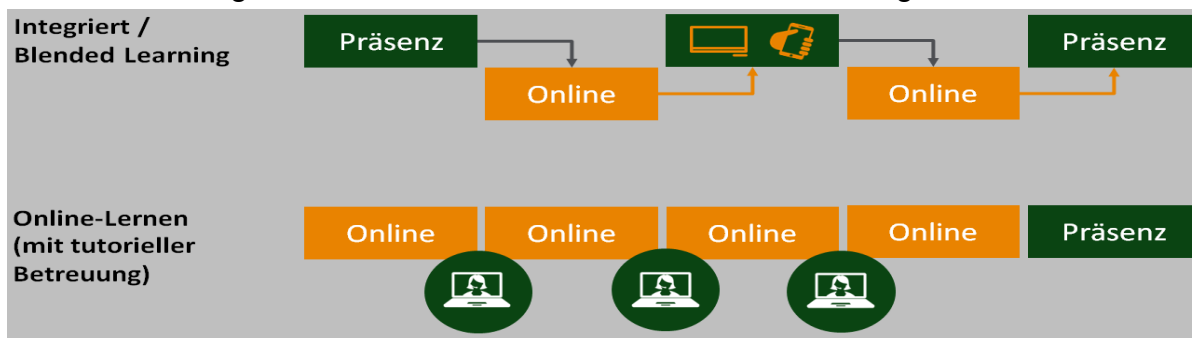 Integriert /
Blended Learning
Präsenz
Online
Online
Präsenz
Online-Lernen
(mit tutorieller
Betreuung)
Online
Online
Online
Online
Präsenz